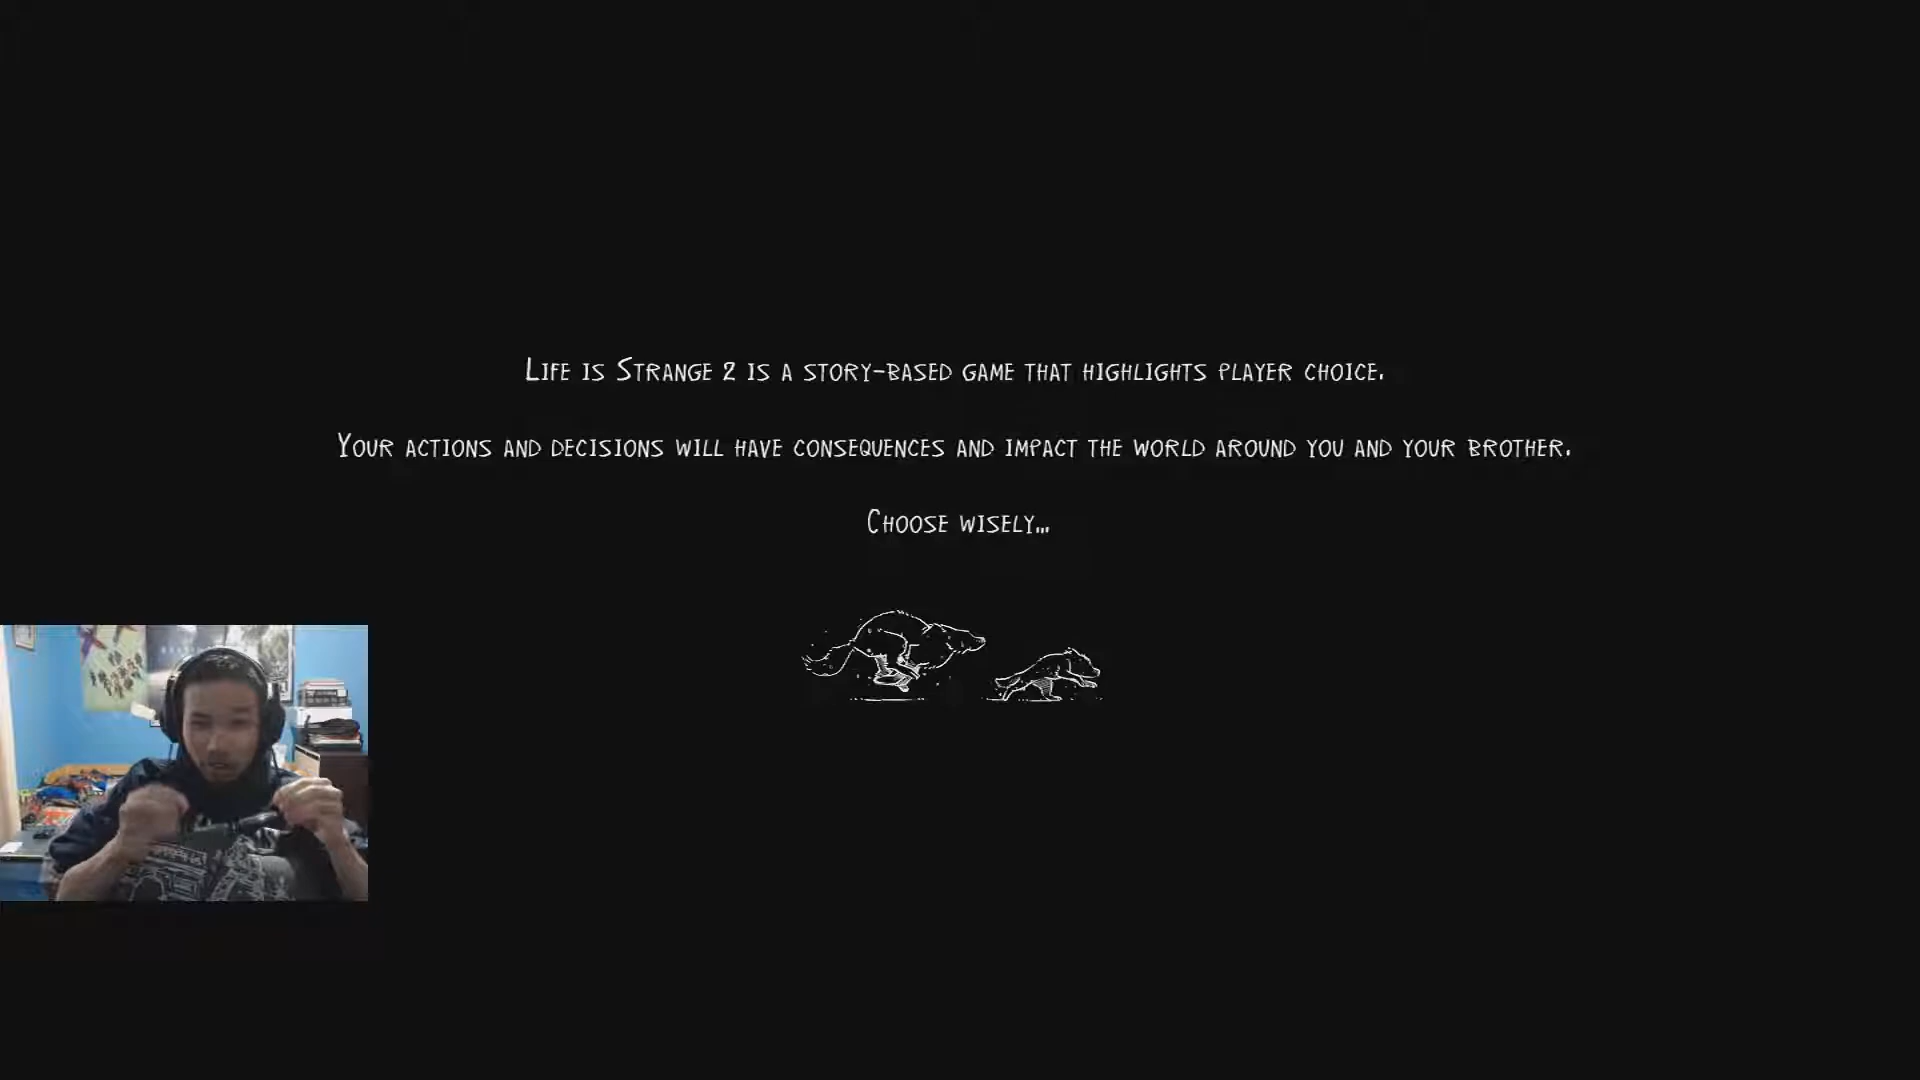 Life is Strange 2 is a story-based game that highlights player choice.
Your actions and decisions will have consequences and impact the world around you and your brother.
Choose wisely...